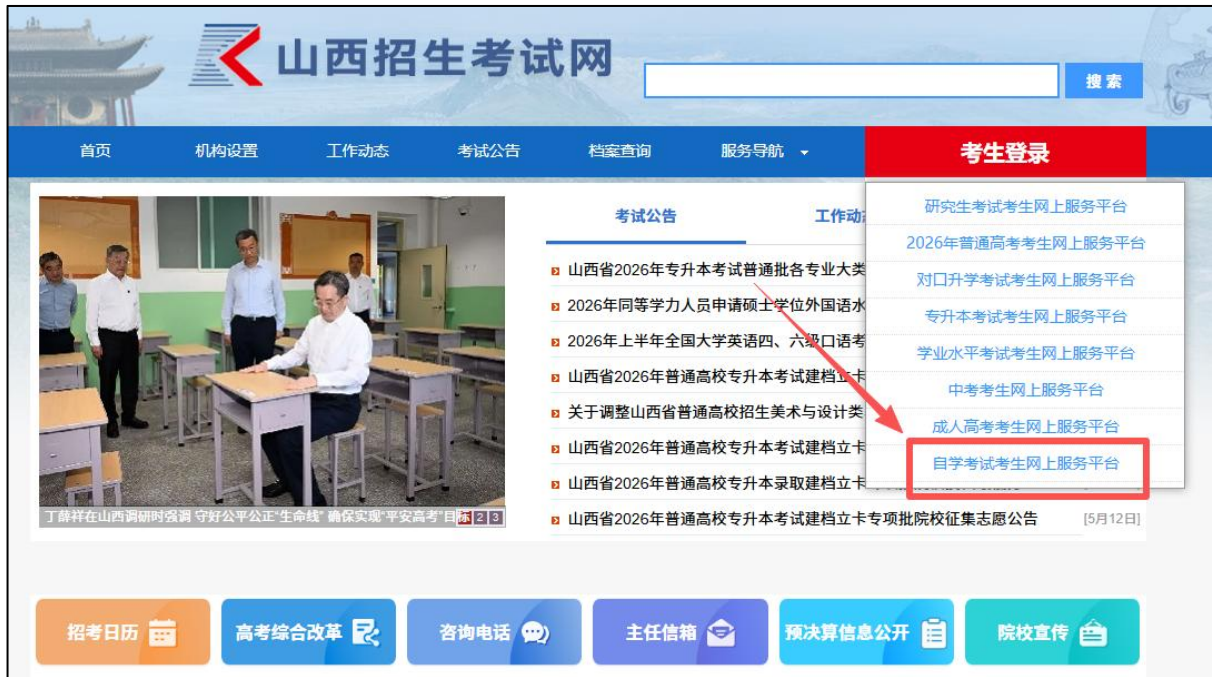 山西招生考试网
搜索
首页 机构设置 工作动态 考试公告 档案查询 服务导航 考生登录
研究生考试考生网上服务平台
2026年普通高考考生网上服务平台
对口升学考试考生网上服务平台
专升本考试考生网上服务平台
学业水平考试考生网上服务平台
中考考生网上服务平台
成人高考考生网上服务平台
自学考试考生网上服务平台
考试公告 工作动
山西省2026年专升本考试普通批各专业大类
2026年同等学力人员申请硕士学位外国语水
2026年上半年全国大学英语四、六级口语考
山西省2026年普通高校专升本考试建档立卡
关于调整山西省普通高校招生美术与设计类
山西省2026年普通高校专升本考试建档立卡
山西省2026年普通高校专升本录取建档立卡
山西省2026年普通高校专升本考试建档立卡专项批院校征集志愿公告 [5月12日]
丁薛祥在山西调研时强调 守好公平公正“生命线” 确保实现“平安高考”目标 2 3
招考日历 高考综合改革 咨询电话 主任信箱 预决算信息公开 院校宣传